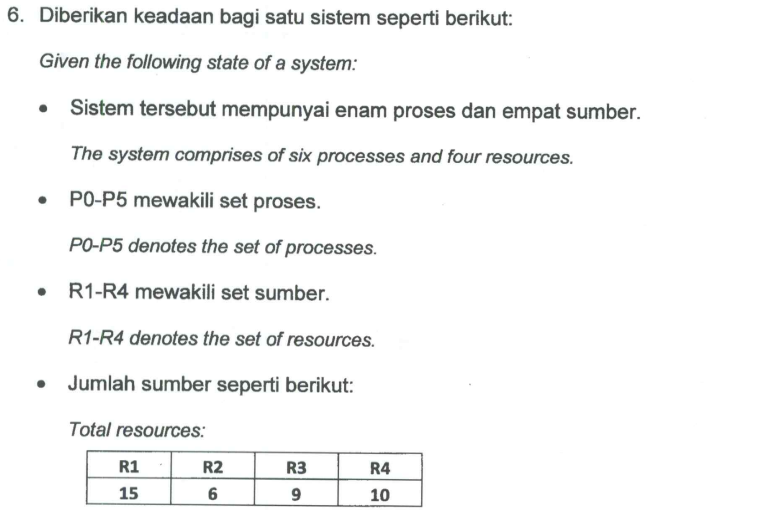 6. Diberikan keadaan bagi satu sistem seperti berikut:
Given the following state of a system:
• Sistem tersebut mempunyai enam proses dan empat sumber.
The system comprises of six processes and four resources.
• P0-P5 mewakili set proses.
P0-P5 denotes the set of processes.
• R1-R4 mewakili set sumber.
R1-R4 denotes the set of resources.
• Jumlah sumber seperti berikut:
Total resources:
R1 R2 R3 R4
15 6 9 10